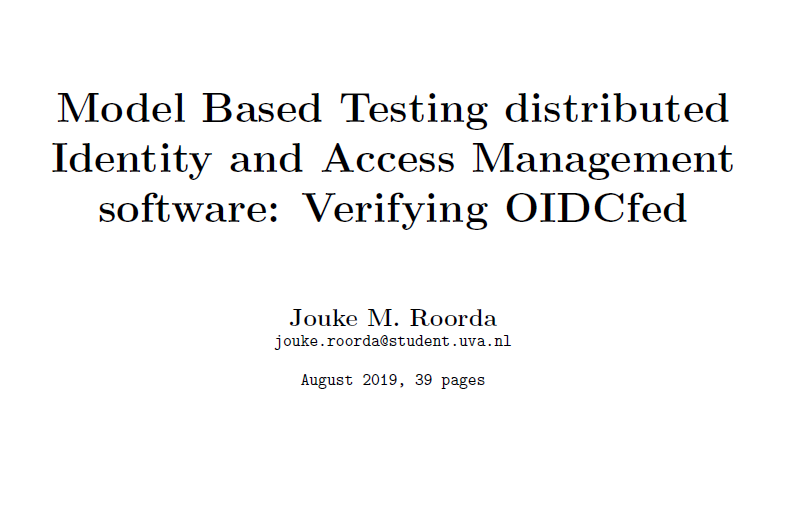 Model Based Testing distributed
Identity and Access Management
software: Verifying OIDCfed
Jouke M. Roorda
jouke.roorda@student.uva.nl
August 2019, 39 pages